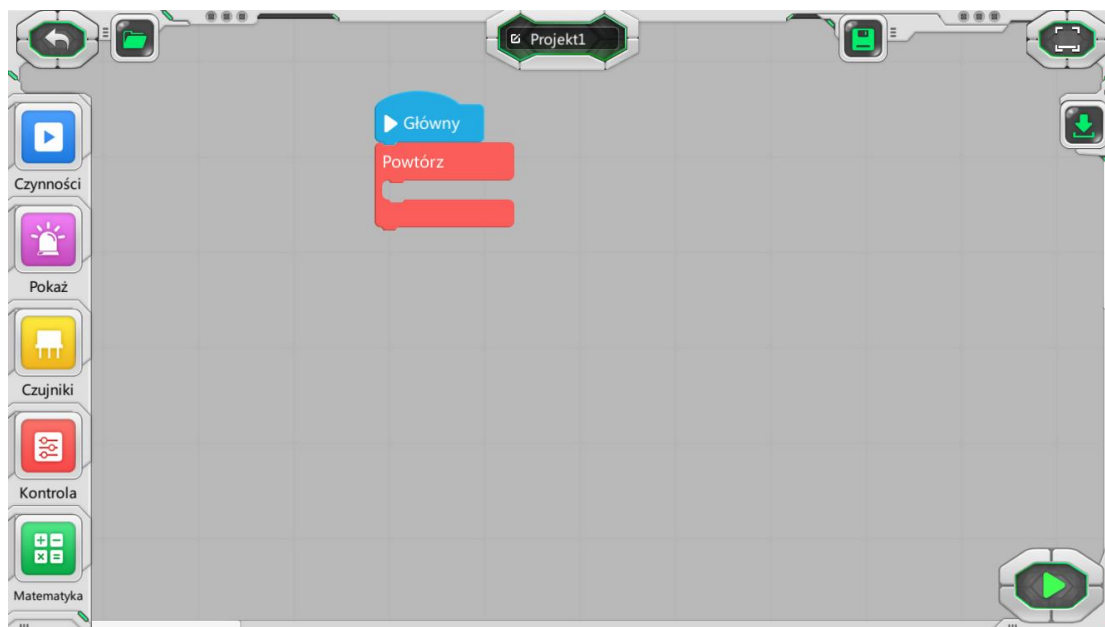 Projekt1
Główny
Powtórz
Czynności
Pokaż
Czujniki
Kontrola
Matematyka